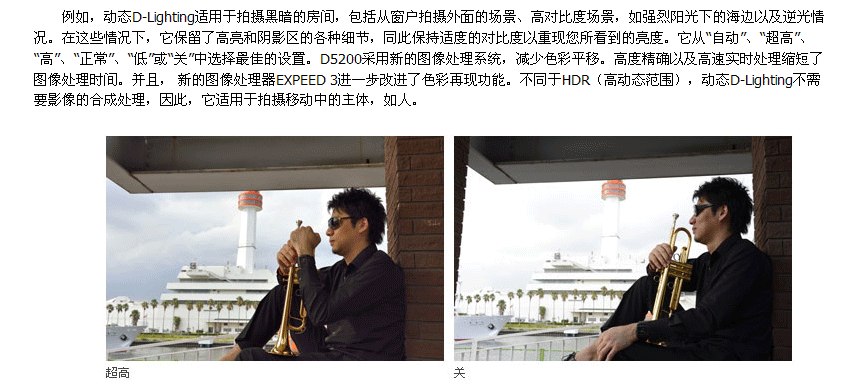 例如，动态D-Lighting适用于拍摄黑暗的房间，包括从窗户拍摄外面的场景、高对比度场景，如强烈阳光下的海边以及逆光情
况。在这些情况下，它保留了高亮和阴影区的各种细节，同此保持适度的对比度以重现您所看到的亮度。它从“自动”、“超高”、
“高”、“正常”、“低”或“关”中选择最佳的设置。D5200采用新的图像处理系统，减少色彩平移。高度精确以及高速实时处理缩短了
图像处理时间。并且， 新的图像处理器EXPEED 3进一步改进了色彩再现功能。不同于HDR（高动态范围），动态D-Lighting不需
要影像的合成处理，因此，它适用于拍摄移动中的主体，如人。
超高
关